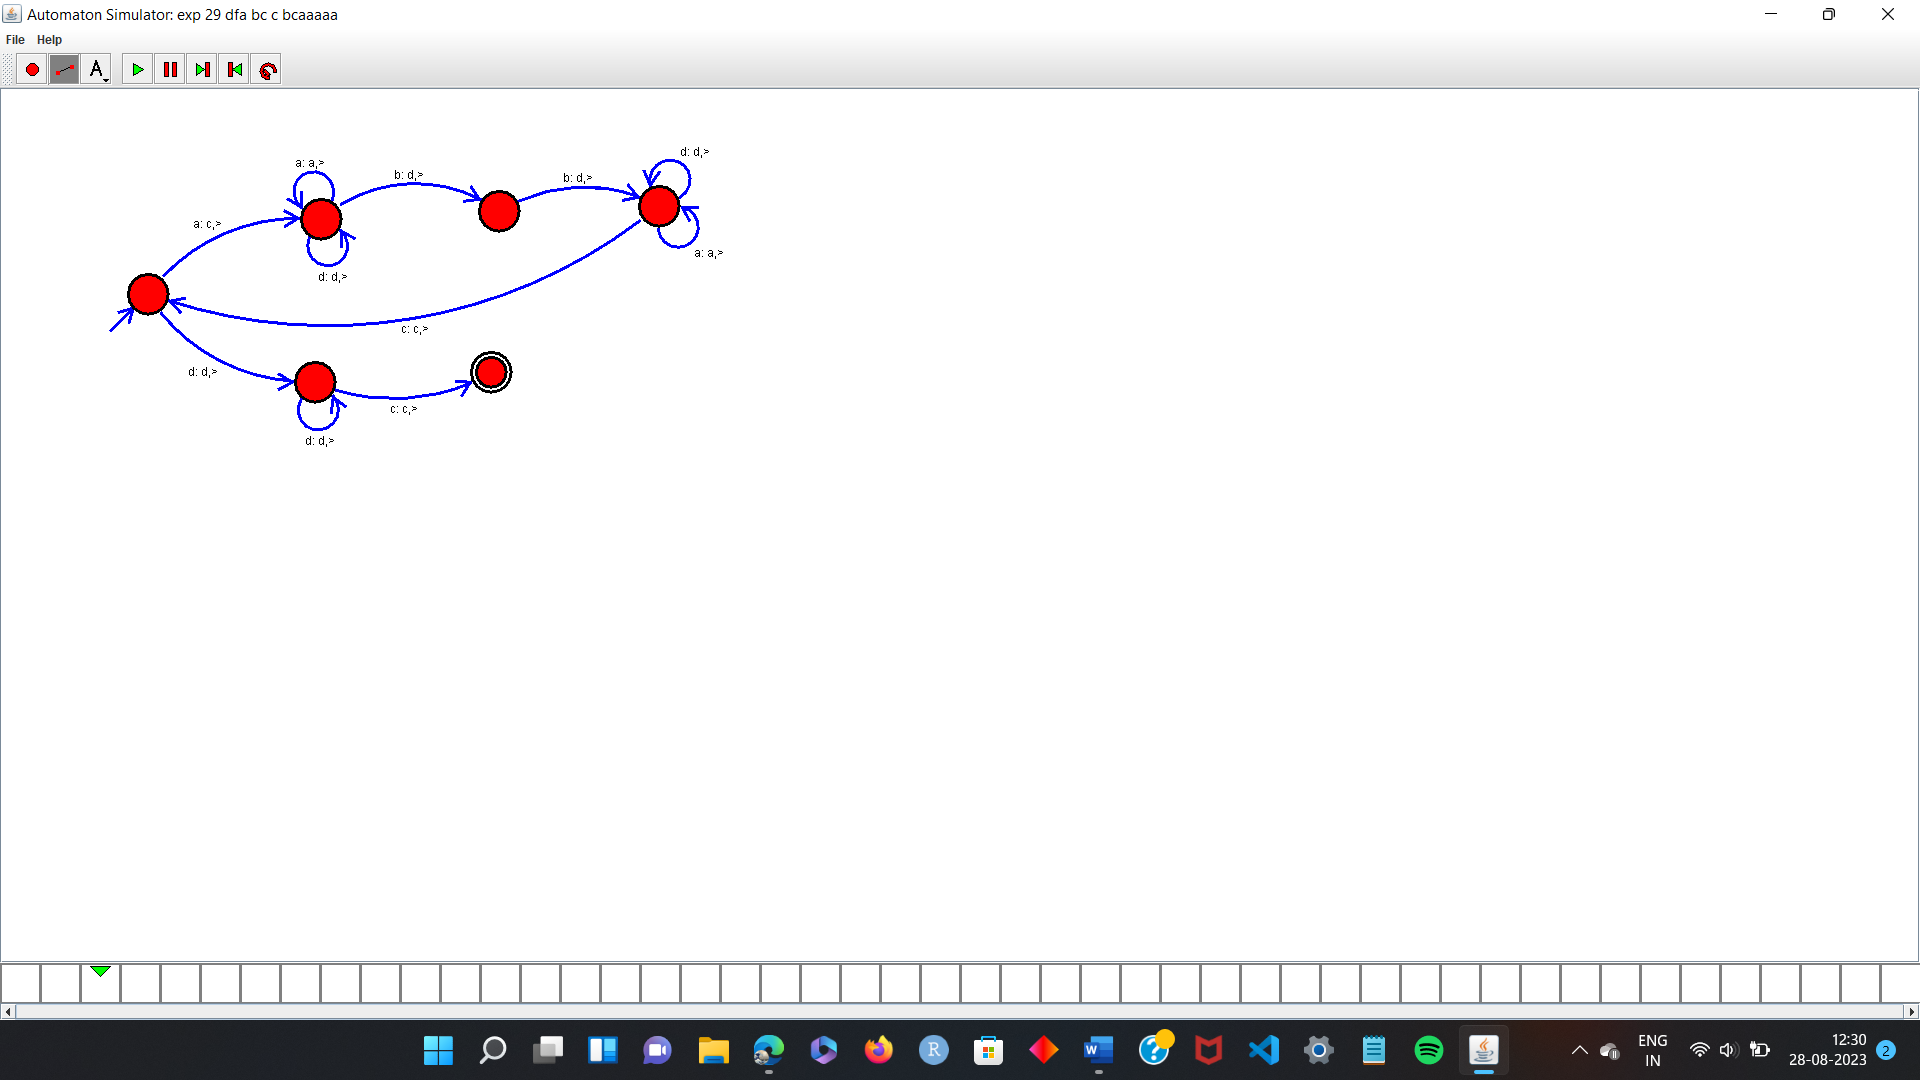 Automaton Simulator: exp 29 dfa bc c bcaaaaa
File Help
A
d: d,>
a: a,>
b: d,>
b: d,>
a: c,>
a: a,>
d: d,>
c: c,>
d: d,>
c: c,>
d: d,>
R
W
?
ENG
IN
12:30
28-08-2023
2